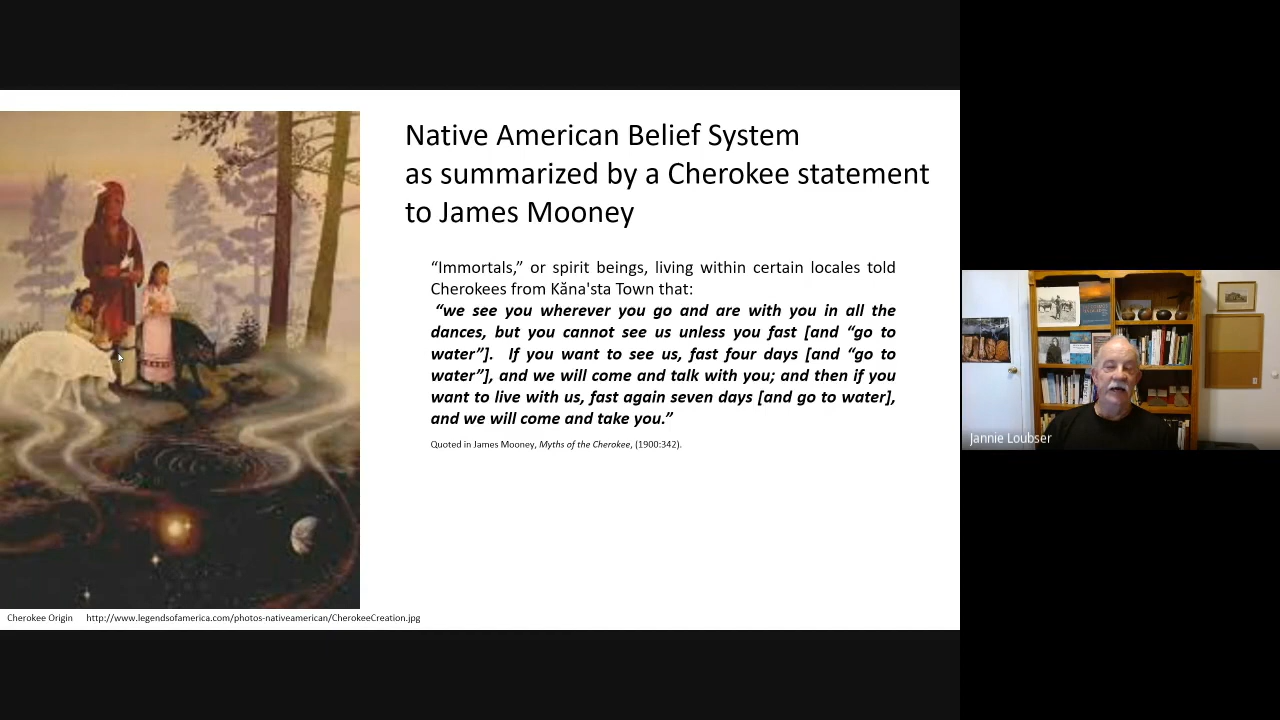 Native American Belief System
as summarized by a Cherokee statement
to James Mooney
“Immortals,” or spirit beings, living within certain locales told
Cherokees from Kăna'sta Town that:
“we see you wherever you go and are with you in all the
dances, but you cannot see us unless you fast [and “go to
water”]. If you want to see us, fast four days [and “go to
water”], and we will come and talk with you; and then if you
want to live with us, fast again seven days [and go to water],
and we will come and take you.”
Quoted in James Mooney, Myths of the Cherokee, (1900:342).
Cherokee Origin http://www.legendsofamerica.com/photos-nativeamerican/CherokeeCreation.jpg
Jannie Loubser